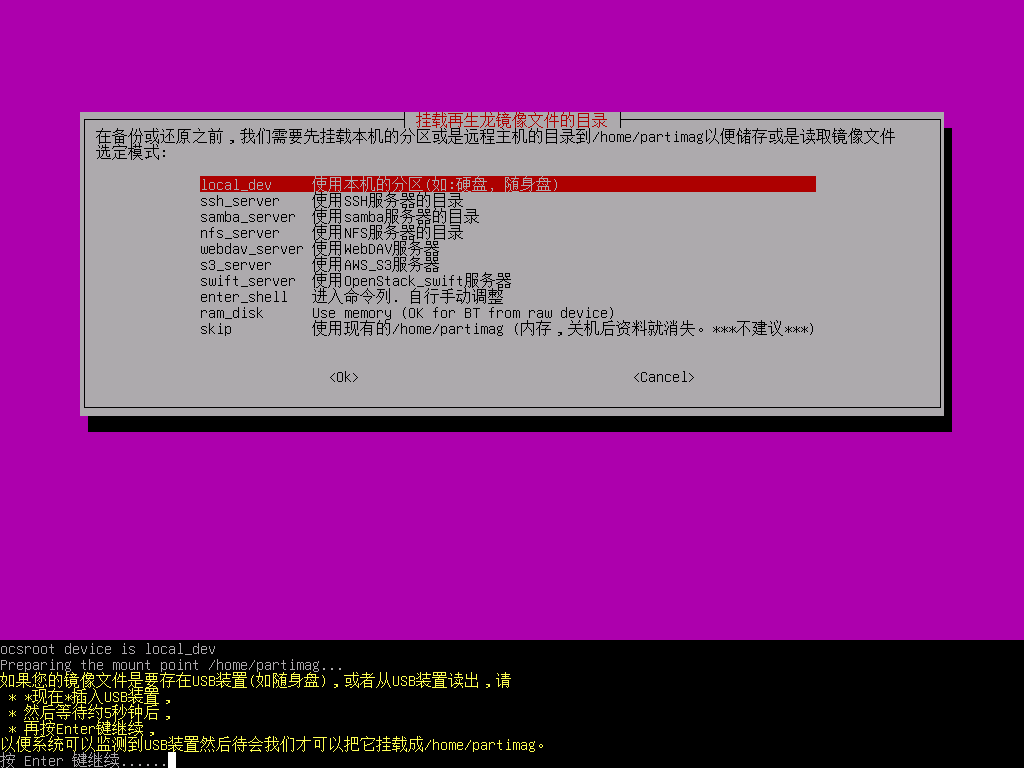 挂载再生龙镜像文件的目录
在备份或还原之前,我们需要先挂载本机的分区或是远程主机的目录到/home/partimag以便储存或是读取镜像文件
选定模式:
local_dev 使用本机的分区(如:硬盘, 随身盘)
ssh_server 使用SSH服务器的目录
samba_server 使用samba服务器的目录
nfs_server 使用NFS服务器的目录
webdav_server 使用WebDAV服务器
s3_server 使用AWS_S3服务器
swift_server 使用OpenStack_swift服务器
enter_shell 进入命令列. 自行手动调整
ram_disk Use memory (OK for BT from raw device)
skip 使用现有的/home/partimag (内存,关机后资料就消失。***不建议***)
<Ok> <Cancel>
ocsroot device is local_dev
Preparing the mount point /home/partimag...
如果您的镜像文件是要存在USB装置(如随身盘),或者从USB装置读出,请
* *现在*插入USB装置,
* 然后等待约5秒钟后,
* 再按Enter键继续,
以便系统可以监测到USB装置然后待会我们才可以把它挂载成/home/partimag。
按 Enter 键继续......